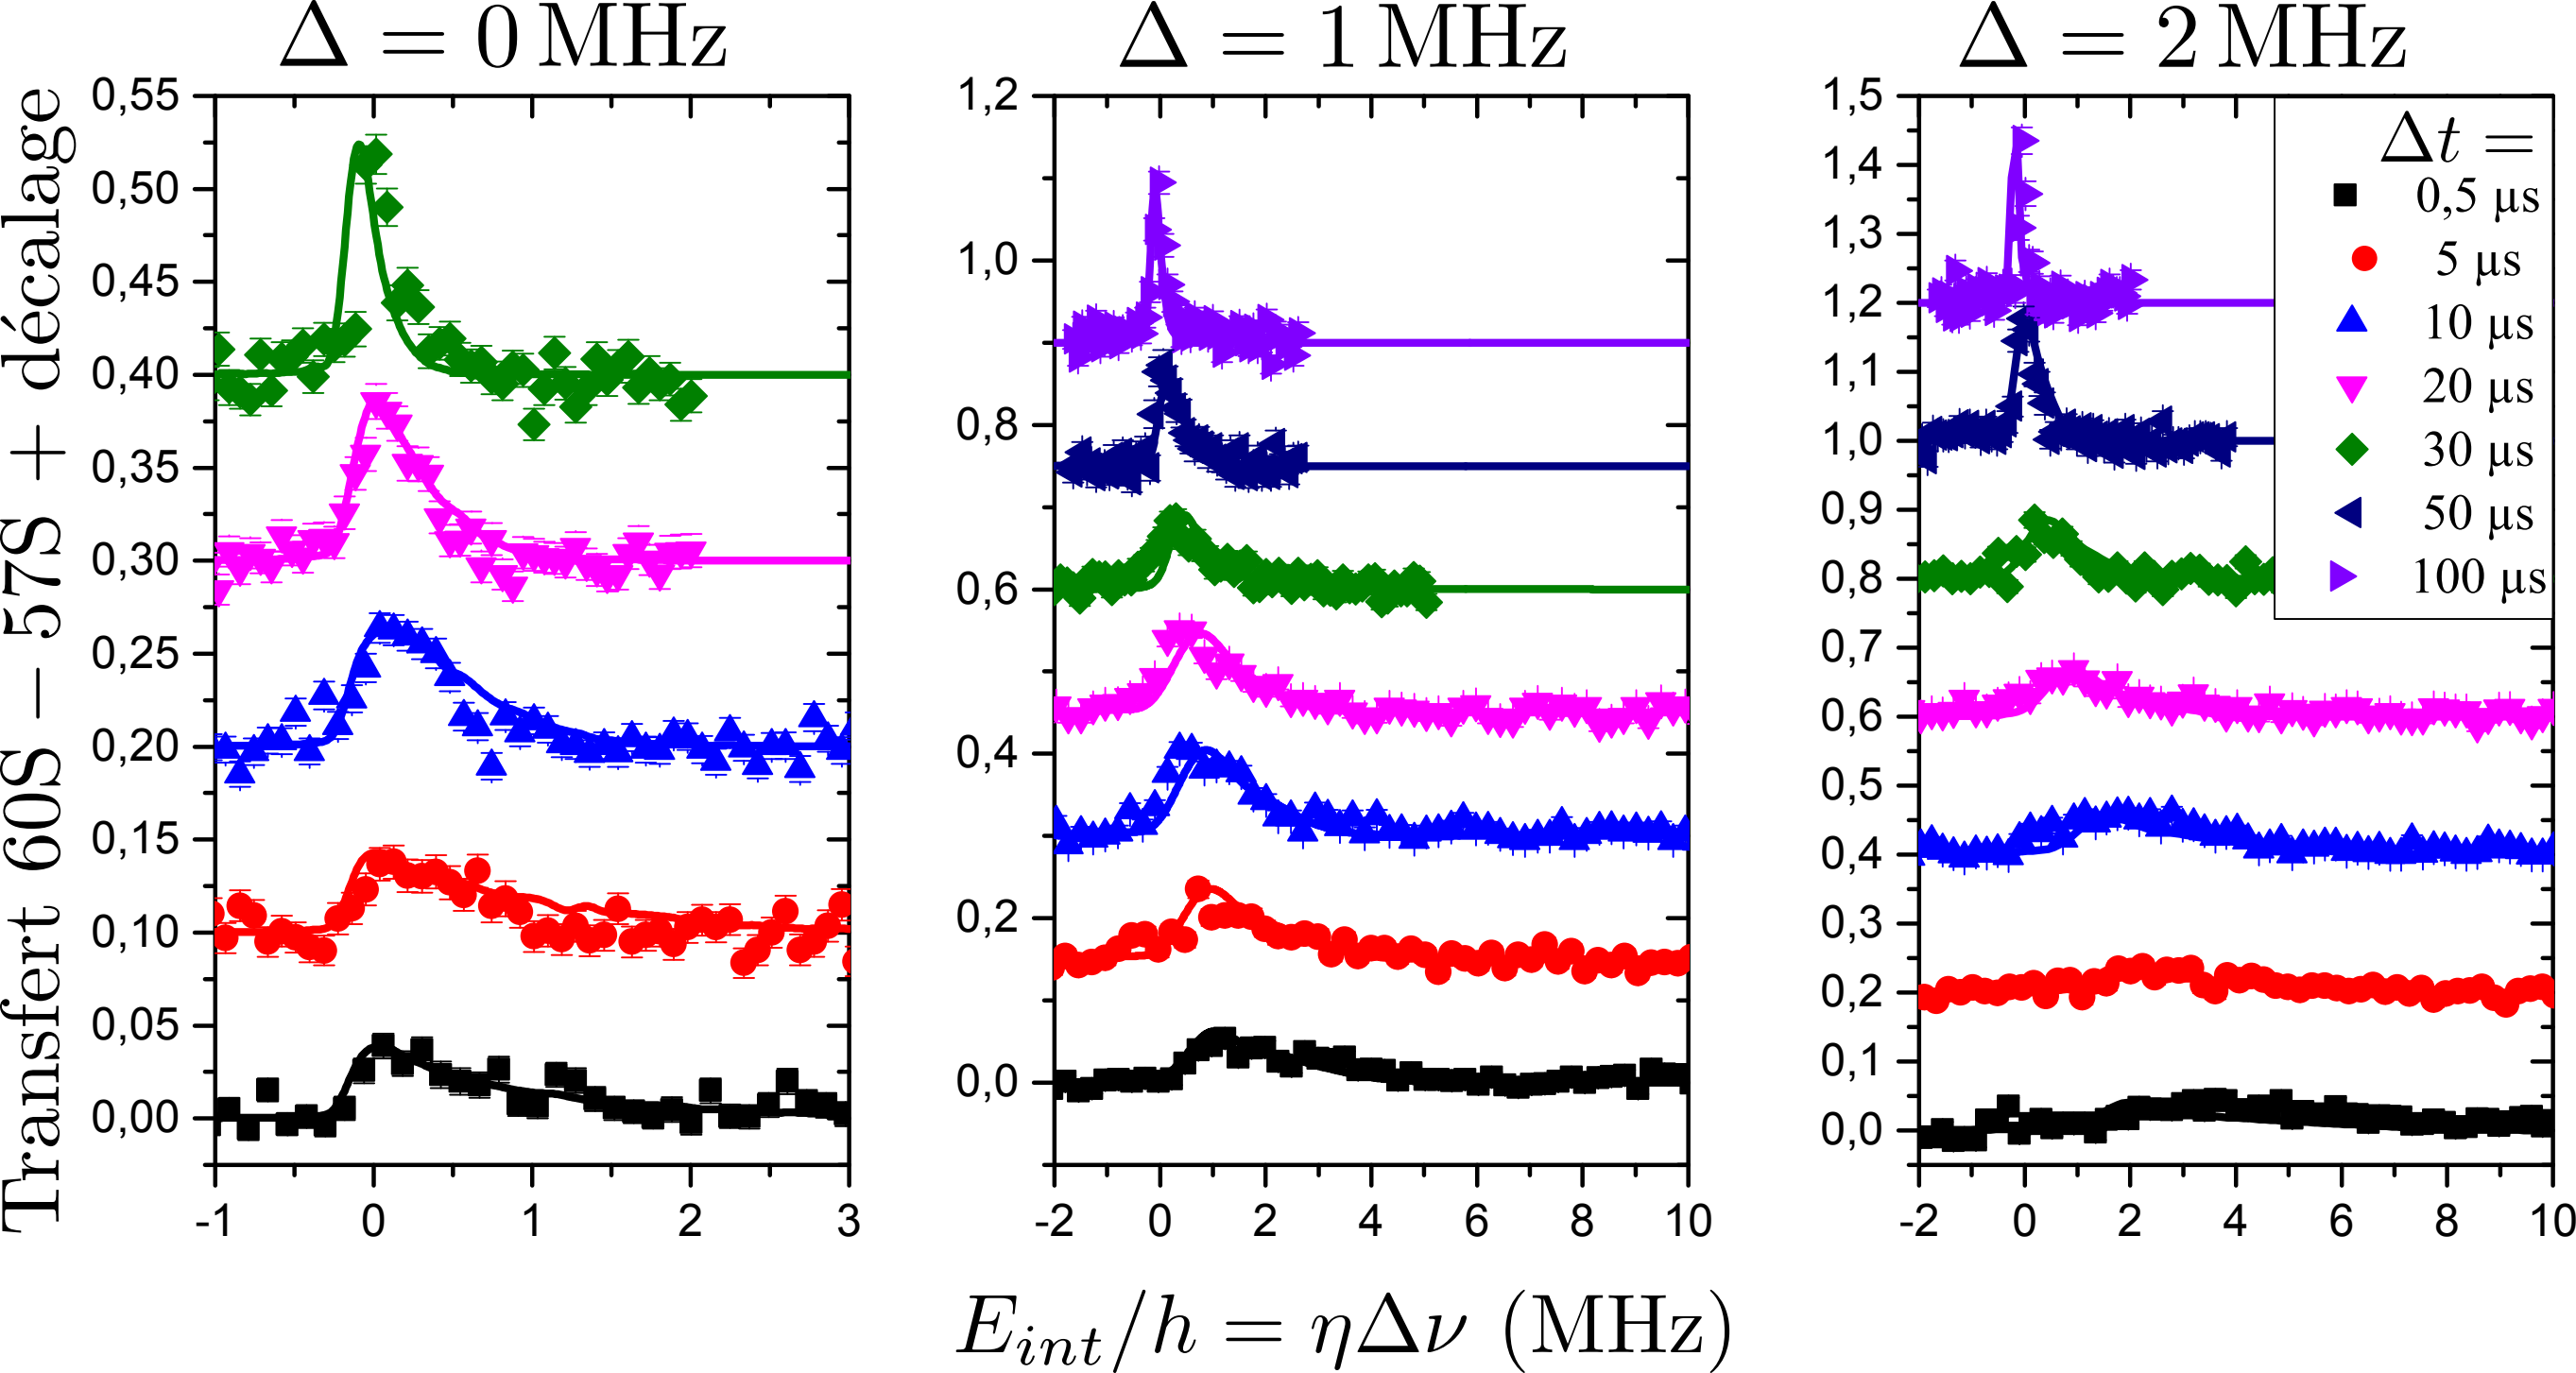 Δ = 0 MHz
Δ = 1 MHz
Δ = 2 MHz
Transfert 60S − 57S + décalage
0,55
0,50
0,45
0,40
0,35
0,30
0,25
0,20
0,15
0,10
0,05
0,00
-1 0 1 2 3
1,2
1,0
0,8
0,6
0,4
0,2
0,0
-2 0 2 4 6 8 10
1,5
1,4
1,3
1,2
1,1
1,0
0,9
0,8
0,7
0,6
0,5
0,4
0,3
0,2
0,1
0,0
-2 0 2 4 6 8 10
Δt =
0,5 µs
5 µs
10 µs
20 µs
30 µs
50 µs
100 µs
E_int/h = ηΔν (MHz)